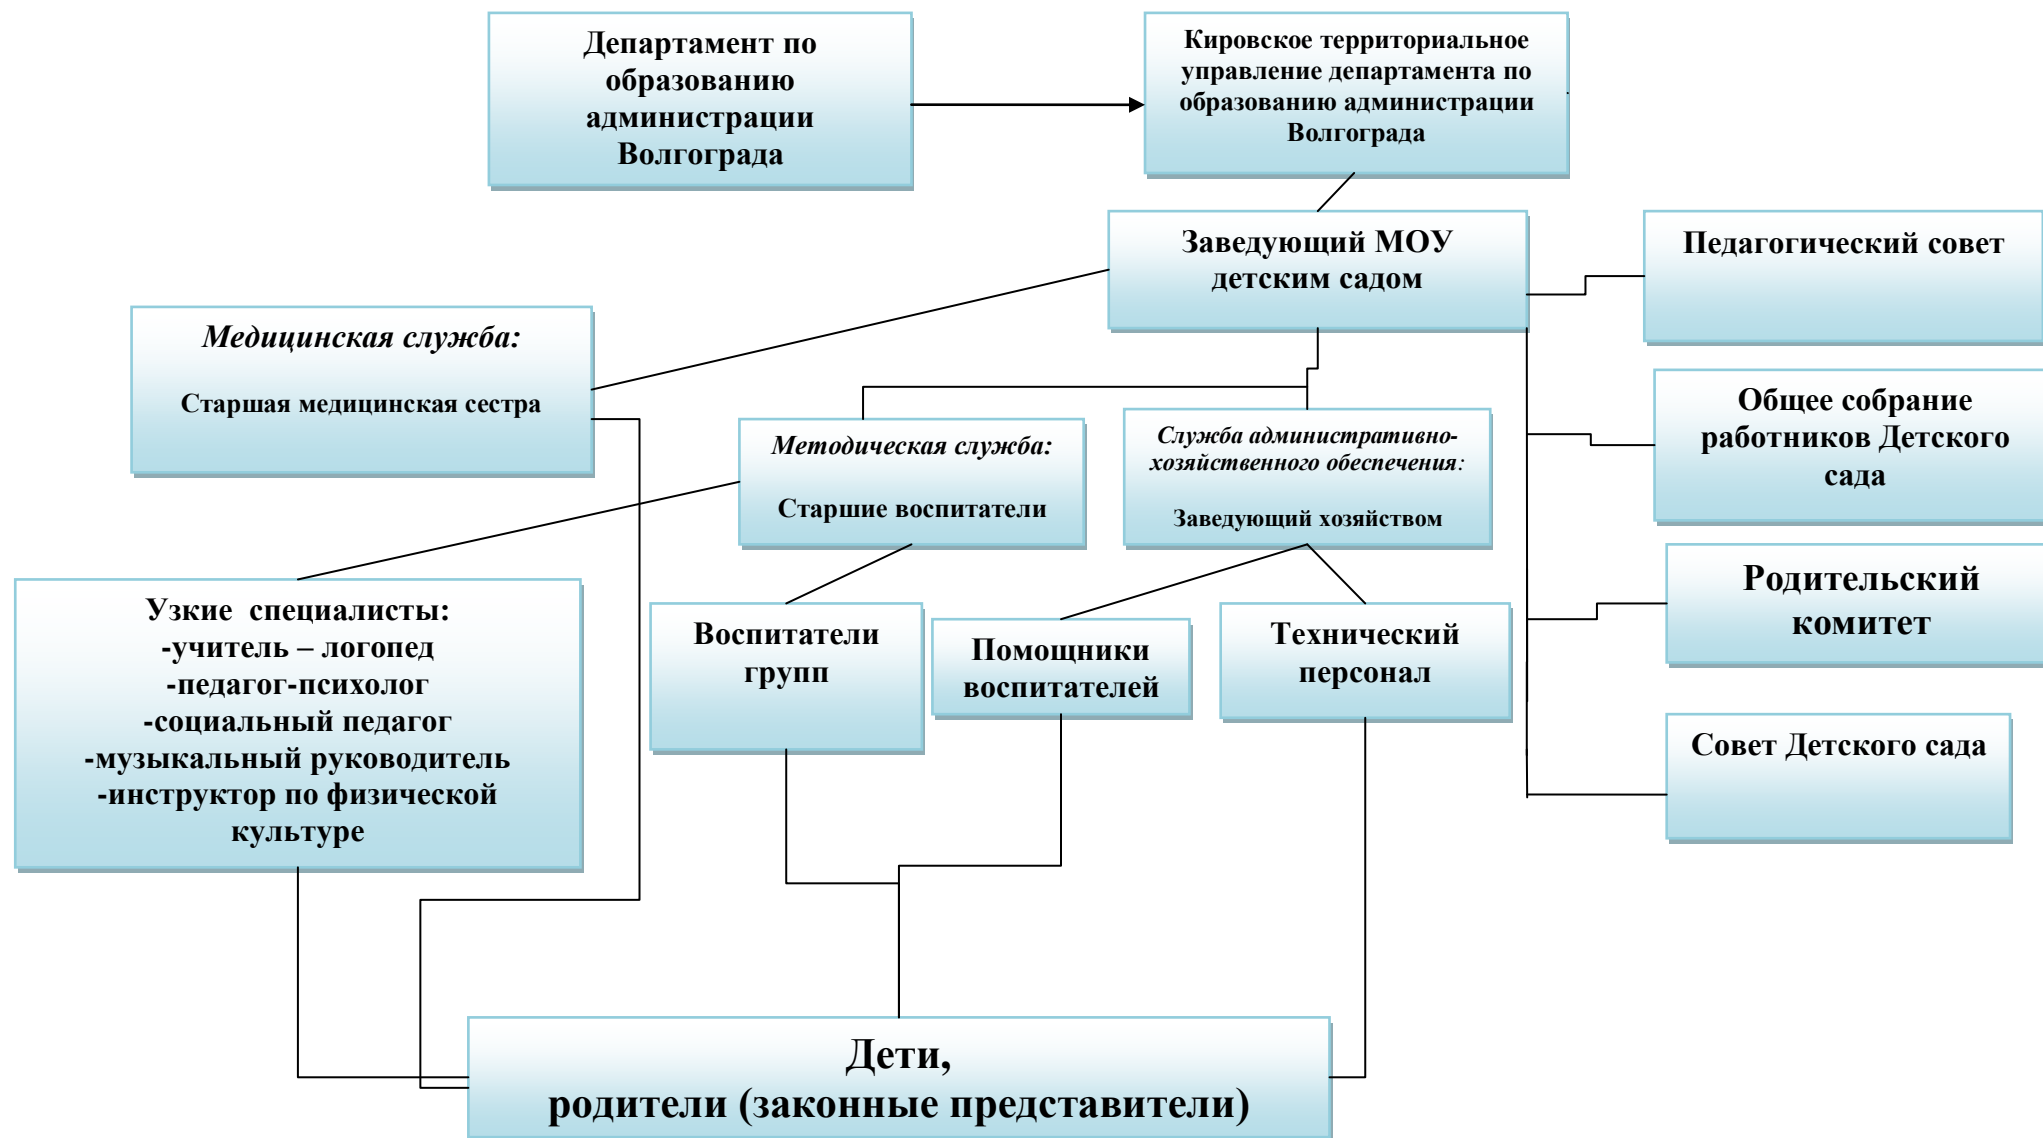 Департамент по
образованию
администрации
Волгограда
Кировское территориальное
управление департамента по
образованию администрации
Волгограда
Заведующий МОУ
детским садом
Педагогический совет
Медицинская служба:
Старшая медицинская сестра
Общее собрание
работников Детского
сада
Методическая служба:
Старшие воспитатели
Служба административно-
хозяйственного обеспечения:
Заведующий хозяйством
Родительский
комитет
Узкие специалисты:
-учитель – логопед
-педагог-психолог
-социальный педагог
-музыкальный руководитель
-инструктор по физической
культуре
Воспитатели
групп
Помощники
воспитателей
Технический
персонал
Совет Детского сада
Дети,
родители (законные представители)